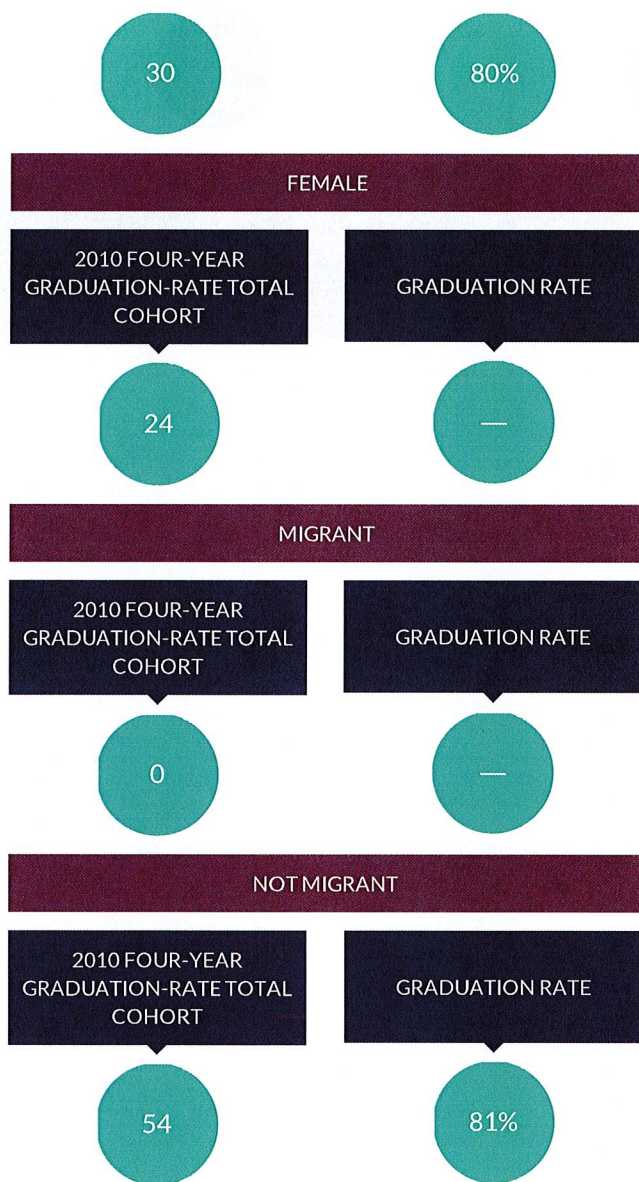 30
80%
FEMALE
2010 FOUR-YEAR
GRADUATION-RATE TOTAL
COHORT
GRADUATION RATE
24
—
MIGRANT
2010 FOUR-YEAR
GRADUATION-RATE TOTAL
COHORT
GRADUATION RATE
0
—
NOT MIGRANT
2010 FOUR-YEAR
GRADUATION-RATE TOTAL
COHORT
GRADUATION RATE
54
81%